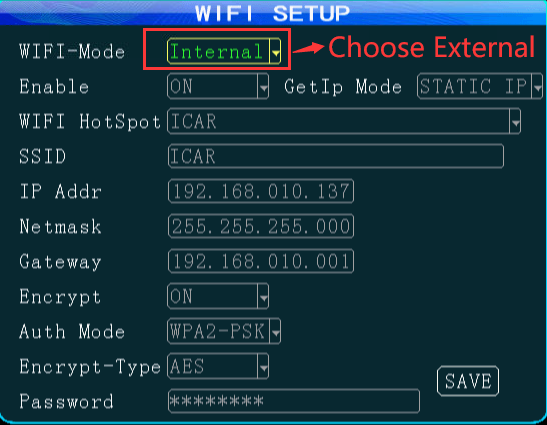 WIFI SETUP
WIFI-Mode Internal Choose External
Enable ON GetIp Mode STATIC IP
WIFI HotSpot ICAR
SSID ICAR
IP Addr 192.168.010.137
Netmask 255.255.255.000
Gateway 192.168.010.001
Encrypt ON
Auth Mode WPA2-PSK
Encrypt-Type AES
SAVE
Password ********